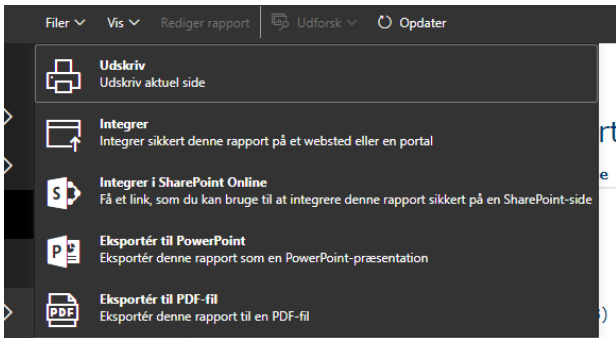 Filer Vis Rediger rapport Udforsk Opdater
Udskriv
Udskriv aktuel side
Integrer
Integrer sikkert denne rapport på et websted eller en portal
Integrer i SharePoint Online
Få et link, som du kan bruge til at integrere denne rapport sikkert på en SharePoint-side
Eksportér til PowerPoint
Eksportér denne rapport som en PowerPoint-præsentation
Eksportér til PDF-fil
Eksportér denne rapport til en PDF-fil